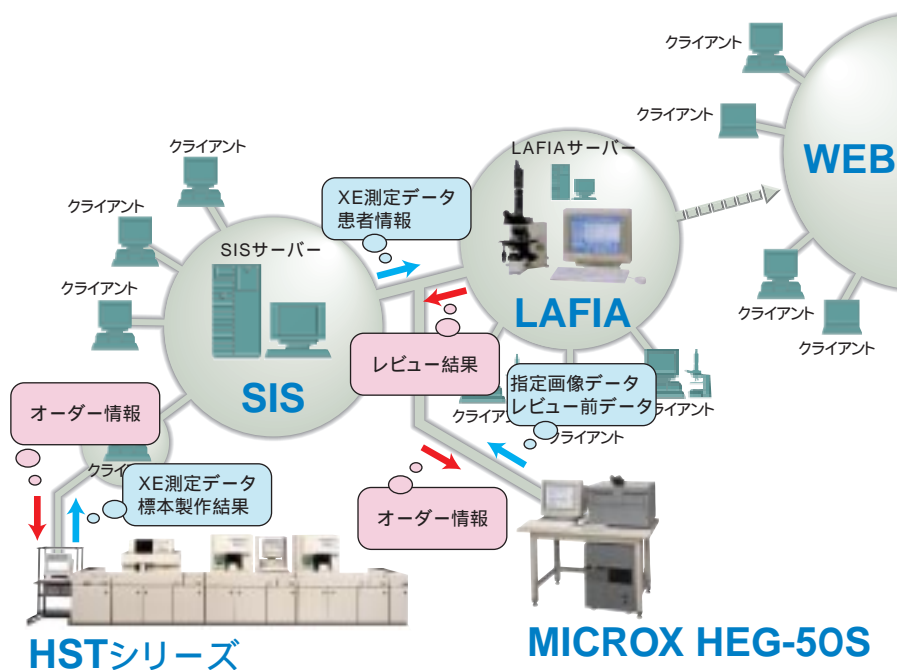 クライアント
クライアント
WEB
クライアント
クライアント
LAFIAサーバー
LAFIA
クライアント
クライアント
クライアント
XE測定データ
患者情報
クライアント
クライアント
クライアント
SISサーバー
SIS
クライ
レビュー結果
指定画像データ
レビュー前データ
オーダー情報
XE測定データ
標本製作結果
オーダー情報
HSTシリーズ
MICROX HEG-50S